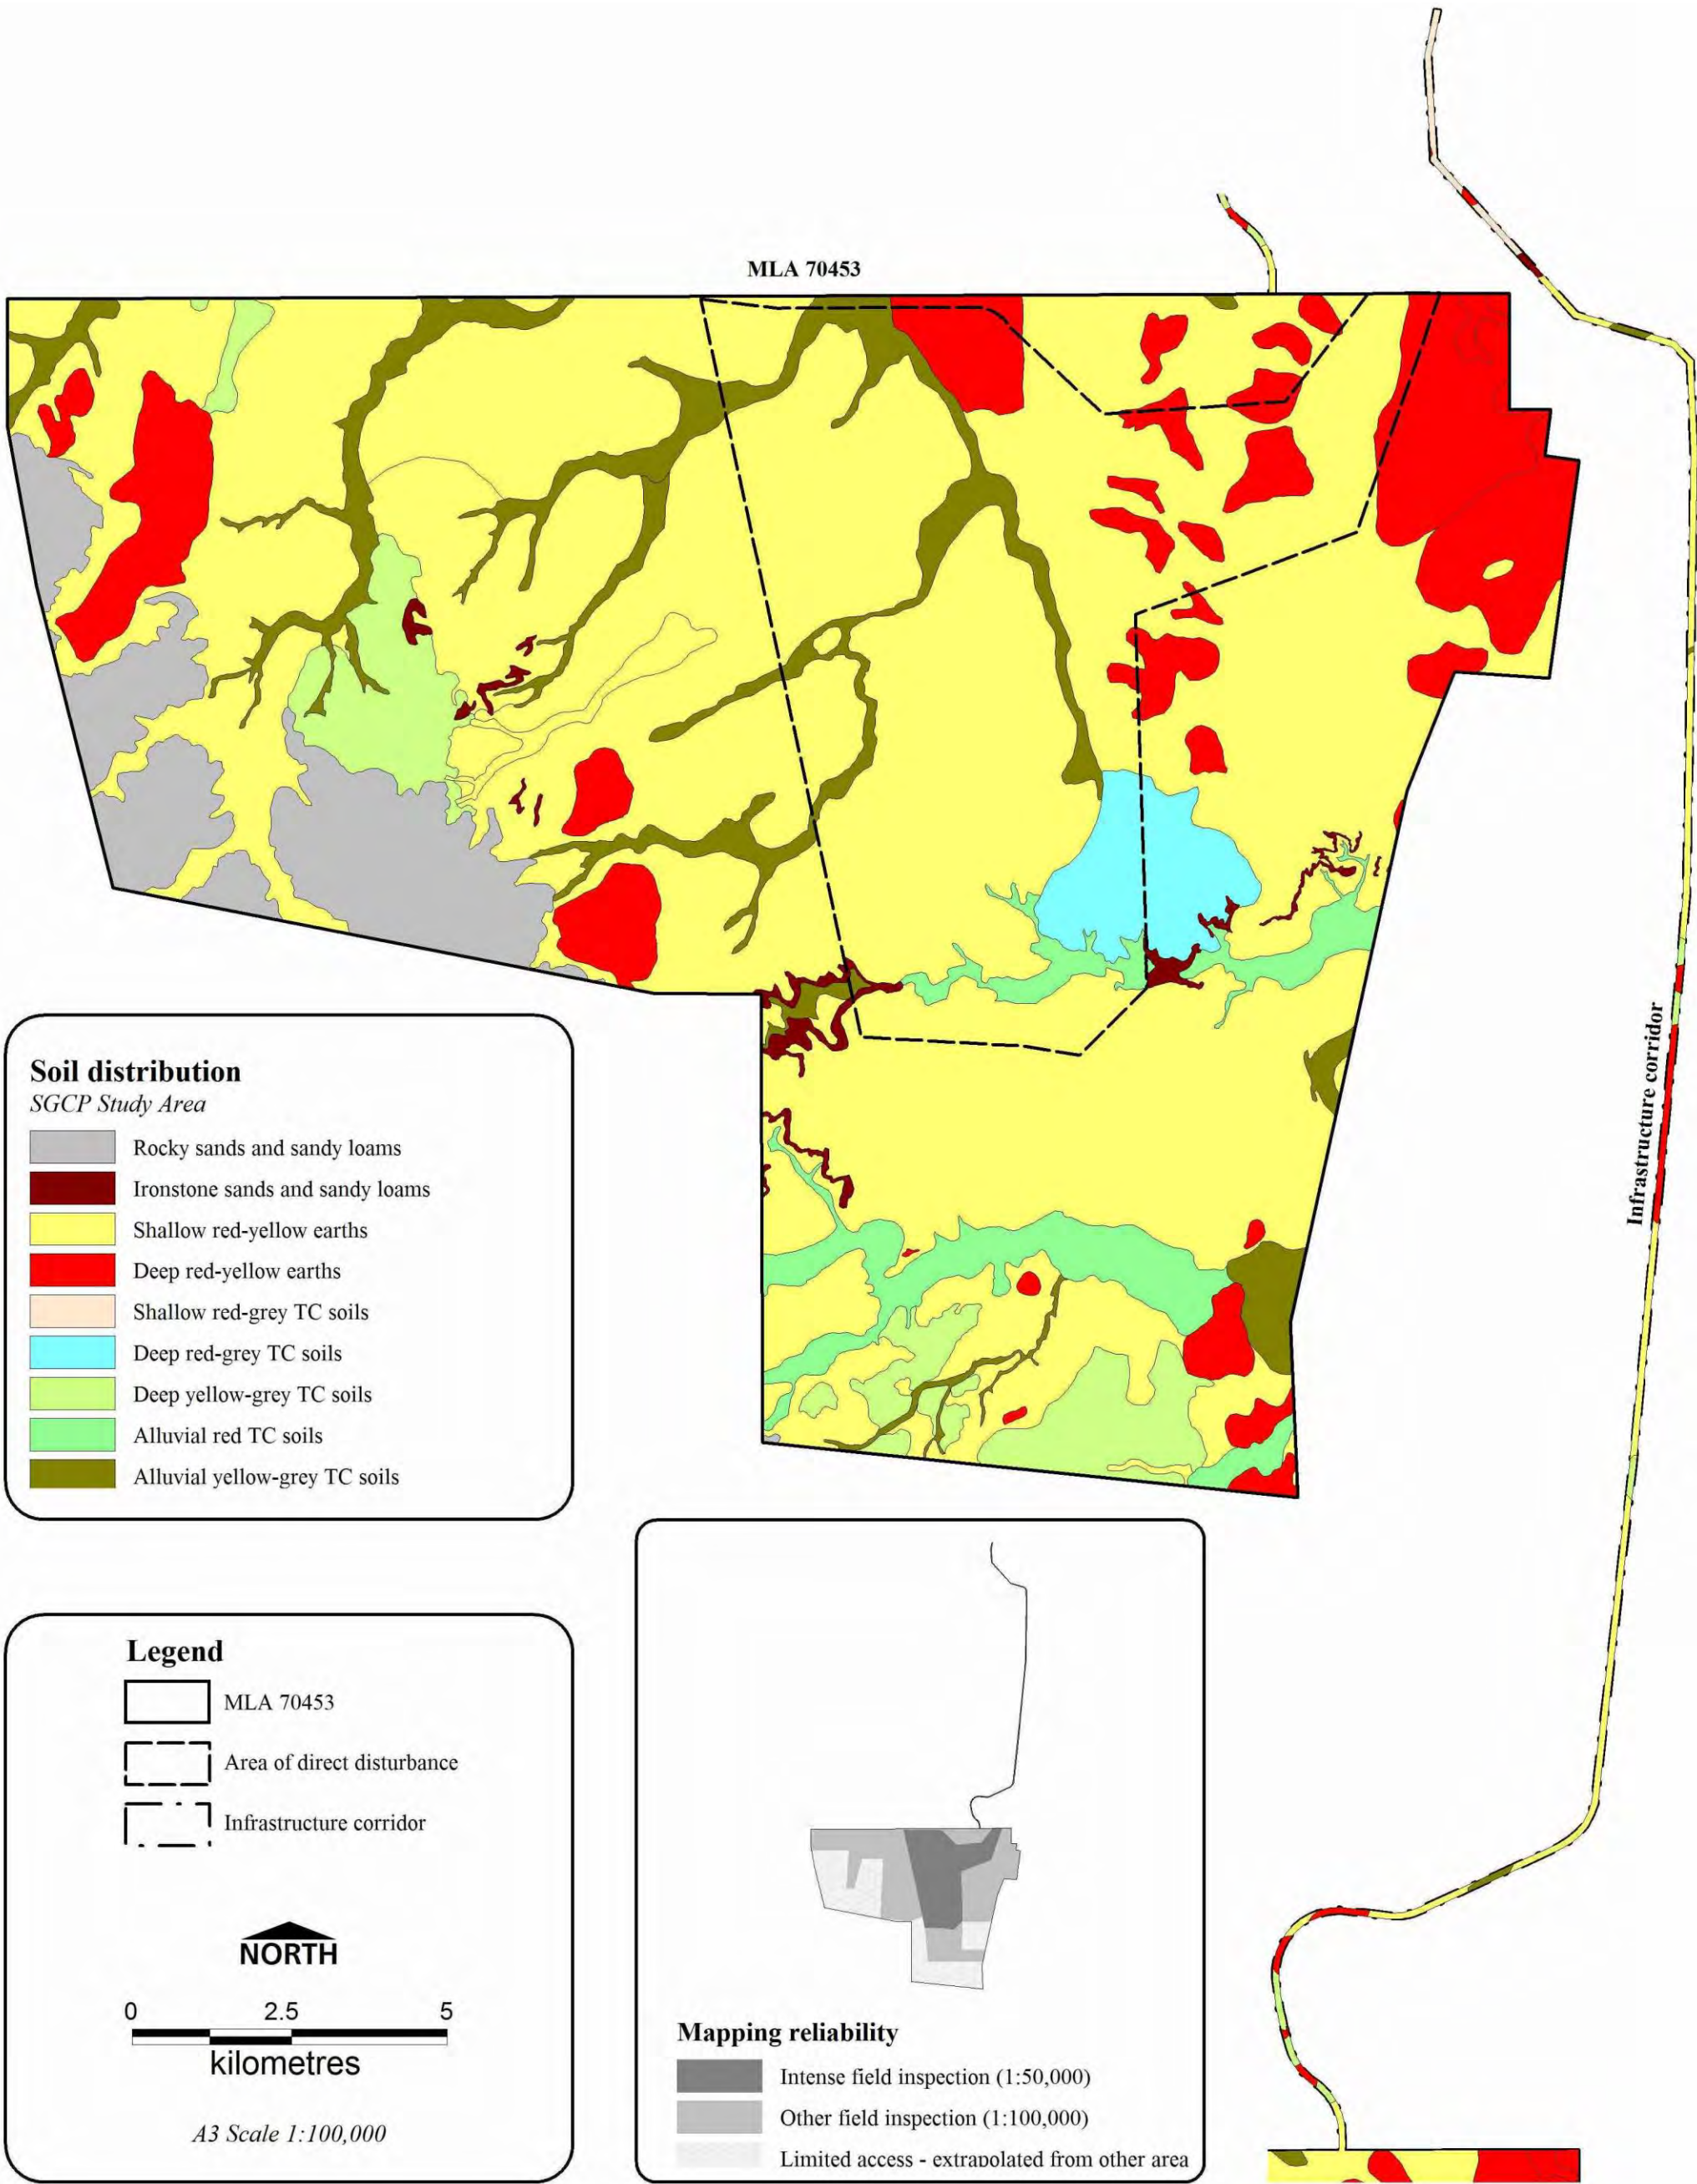 MLA 70453
Infrastructure corridor
Soil distribution
SGCP Study Area
Rocky sands and sandy loams
Ironstone sands and sandy loams
Shallow red-yellow earths
Deep red-yellow earths
Shallow red-grey TC soils
Deep red-grey TC soils
Deep yellow-grey TC soils
Alluvial red TC soils
Alluvial yellow-grey TC soils
Legend
MLA 70453
Area of direct disturbance
Infrastructure corridor
NORTH
0 2.5 5
kilometres
A3 Scale 1:100,000
Mapping reliability
Intense field inspection (1:50,000)
Other field inspection (1:100,000)
Limited access - extrapolated from other area